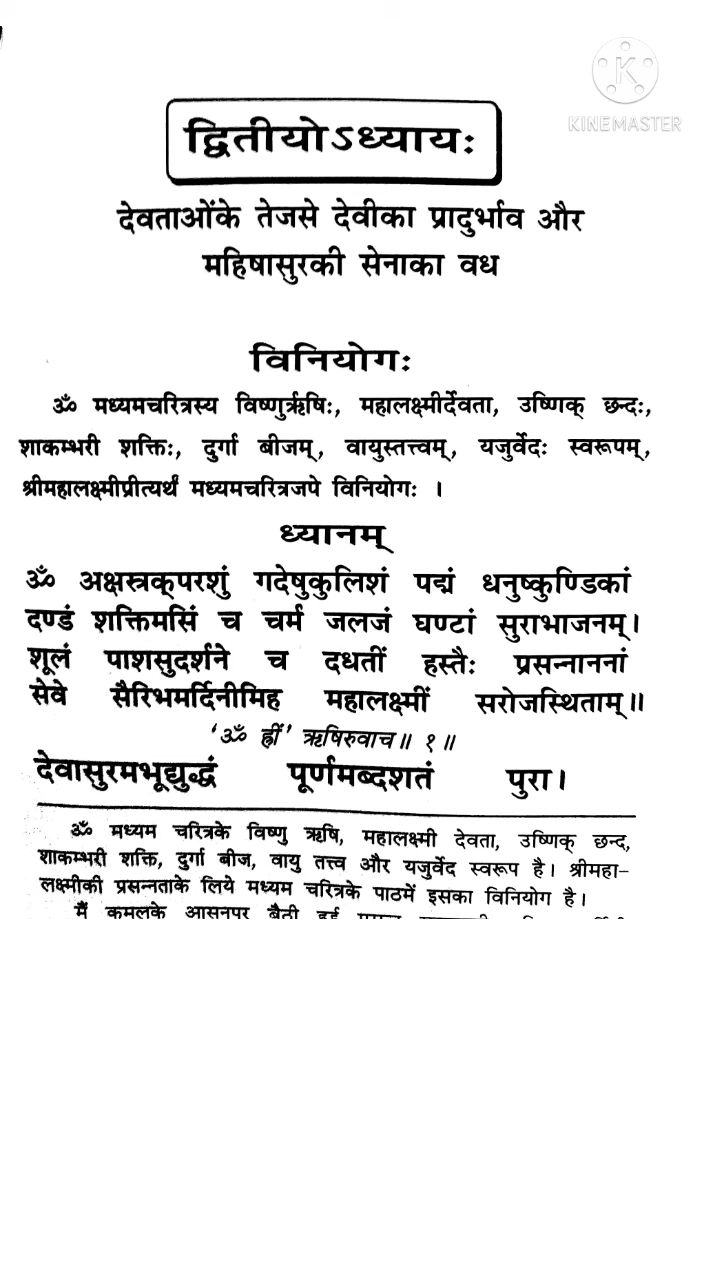 KINEMASTER
द्वितीयोऽध्यायः
देवताओंके तेजसे देवीका प्रादुर्भाव और
महिषासुरकी सेनाका वध
विनियोगः
ॐ मध्यमचरित्रस्य विष्णुर्ऋषिः, महालक्ष्मीर्देवता, उष्णिक् छन्दः,
शाकम्भरी शक्तिः, दुर्गा बीजम्, वायुस्तत्त्वम्, यजुर्वेदः स्वरूपम्,
श्रीमहालक्ष्मीप्रीत्यर्थं मध्यमचरित्रजपे विनियोगः ।
ध्यानम्
ॐ अक्षस्रक्परशुं गदेषुकुलिशं पद्मं धनुष्कुण्डिकां
दण्डं शक्तिमसिं च चर्म जलजं घण्टां सुराभाजनम्।
शूलं पाशसुदर्शने च दधतीं हस्तैः प्रसन्नाननां
सेवे सैरिभमर्दिनीमिह महालक्ष्मीं सरोजस्थिताम्॥
'ॐ ह्रीं' ऋषिरुवाच॥ १॥
देवासुरमभूद्युद्धं पूर्णमब्दशतं पुरा।
ॐ मध्यम चरित्रके विष्णु ऋषि, महालक्ष्मी देवता, उष्णिक् छन्द,
शाकम्भरी शक्ति, दुर्गा बीज, वायु तत्त्व और यजुर्वेद स्वरूप है। श्रीमहा-
लक्ष्मीकी प्रसन्नताके लिये मध्यम चरित्रके पाठमें इसका विनियोग है।
मैं कमलके आसनपर बैठी हुई